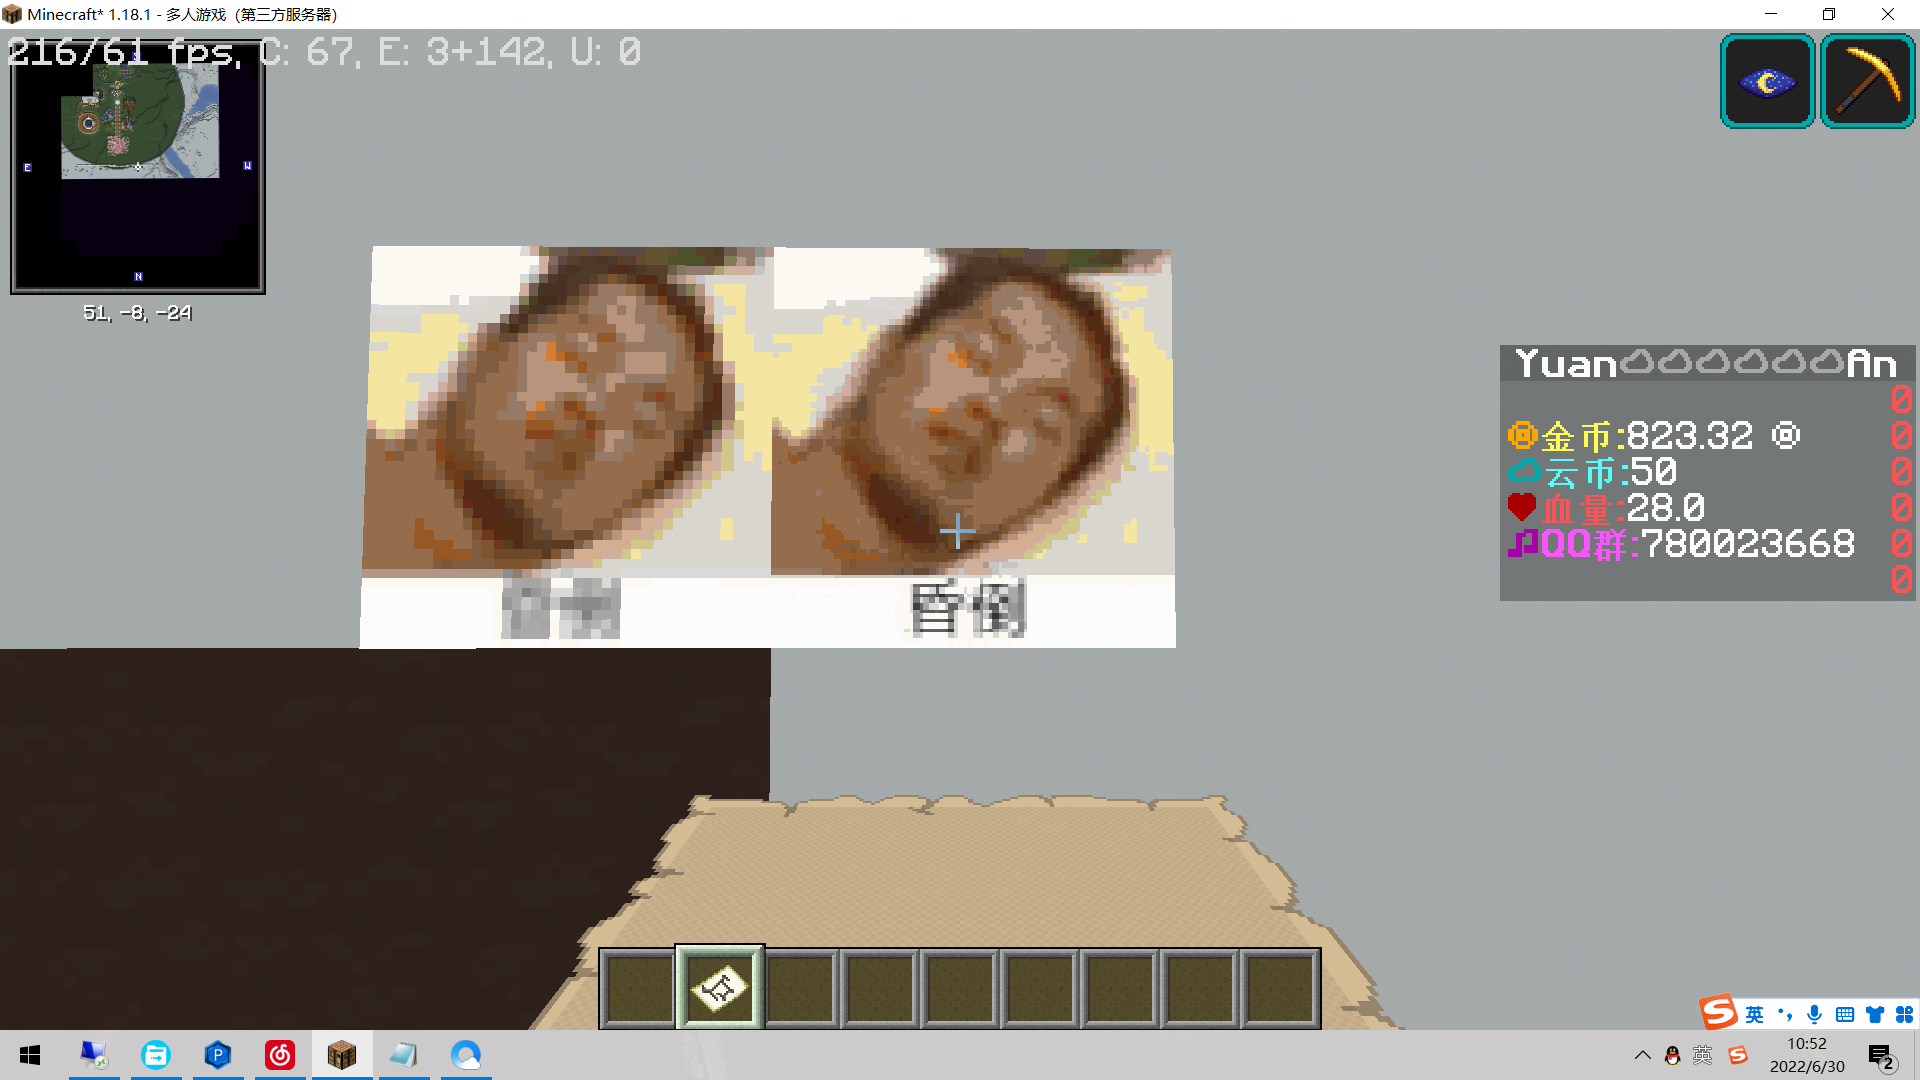 Minecraft* 1.18.1 - 多人游戏（第三方服务器）
216/61 fps, C: 67, E: 3+142, U: 0
E
W
N
51, -8, -24
Yuan
An
0
金币:823.32
0
云币:50
0
血量:28.0
0
QQ群:780023668
0
0
昏倒
英
P
英
10:52
2022/6/30
2